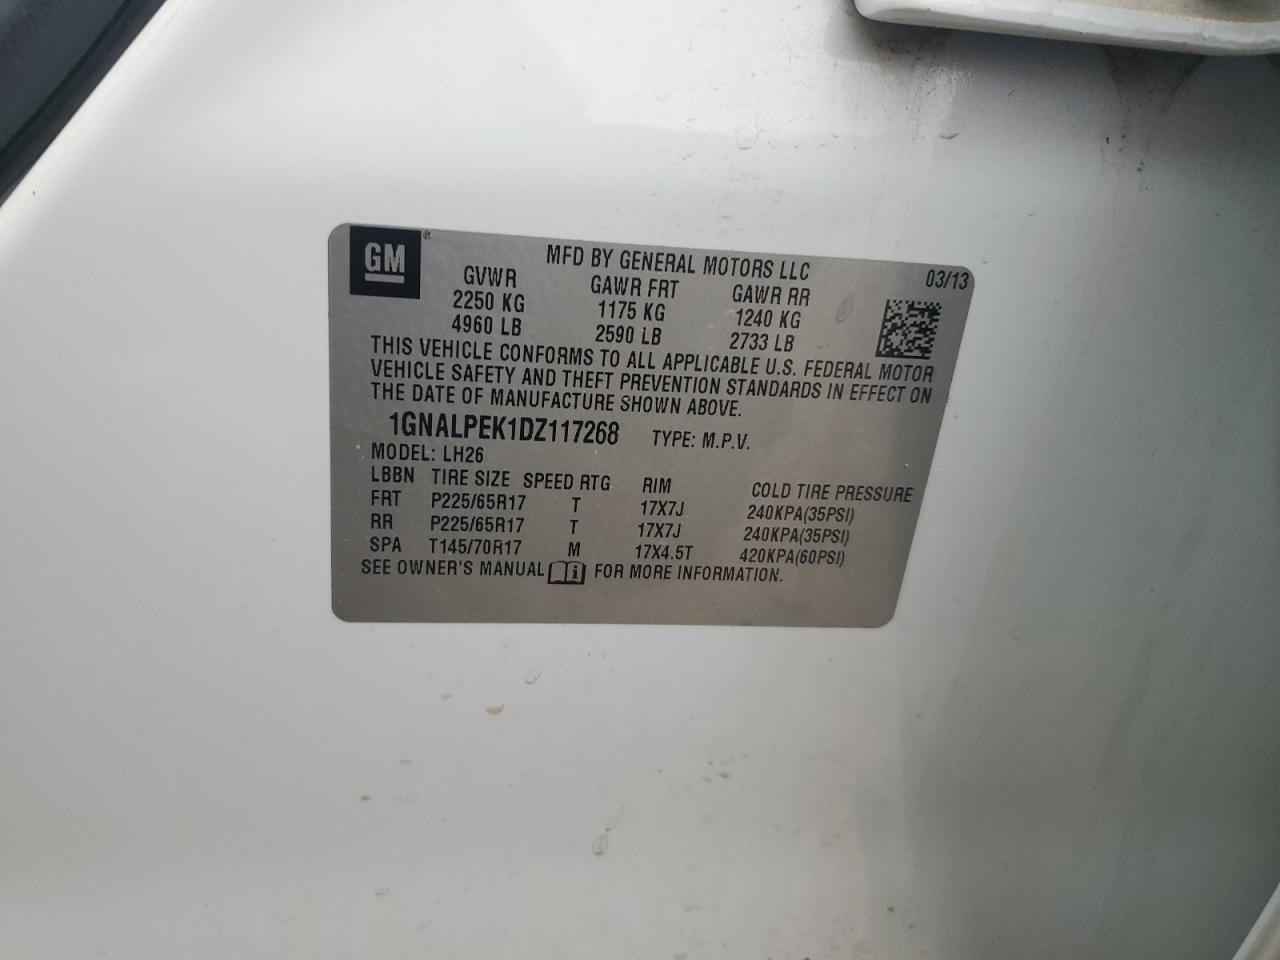 GM
MFD BY GENERAL MOTORS LLC 03/13
GVWR GAWR FRT GAWR RR
2250 KG 1175 KG 1240 KG
4960 LB 2590 LB 2733 LB
THIS VEHICLE CONFORMS TO ALL APPLICABLE U.S. FEDERAL MOTOR
VEHICLE SAFETY AND THEFT PREVENTION STANDARDS IN EFFECT ON
THE DATE OF MANUFACTURE SHOWN ABOVE.
1GNALPEK1DZ117268 TYPE: M.P.V.
MODEL: LH26
LBBN TIRE SIZE SPEED RTG RIM COLD TIRE PRESSURE
FRT P225/65R17 T 17X7J 240KPA(35PSI)
RR P225/65R17 T 17X7J 240KPA(35PSI)
SPA T145/70R17 M 17X4.5T 420KPA(60PSI)
SEE OWNER'S MANUAL FOR MORE INFORMATION.